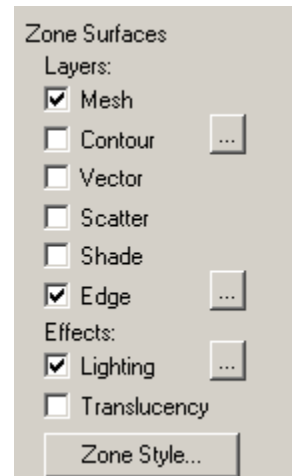 Zone Surfaces
Layers:
Mesh
Contour ...
Vector
Scatter
Shade
Edge ...
Effects:
Lighting ...
Translucency
Zone Style...